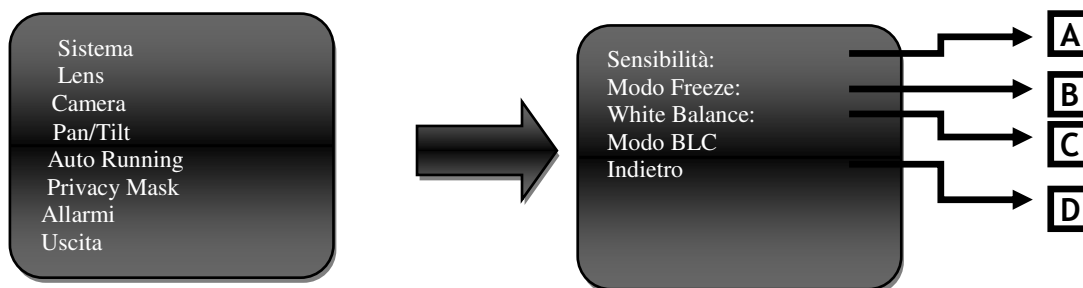 Sistema
Lens
Camera
Pan/Tilt
Auto Running
Privacy Mask
Allarmi
Uscita
Sensibilità:
Modo Freeze:
White Balance:
Modo BLC
Indietro
A
B
C
D